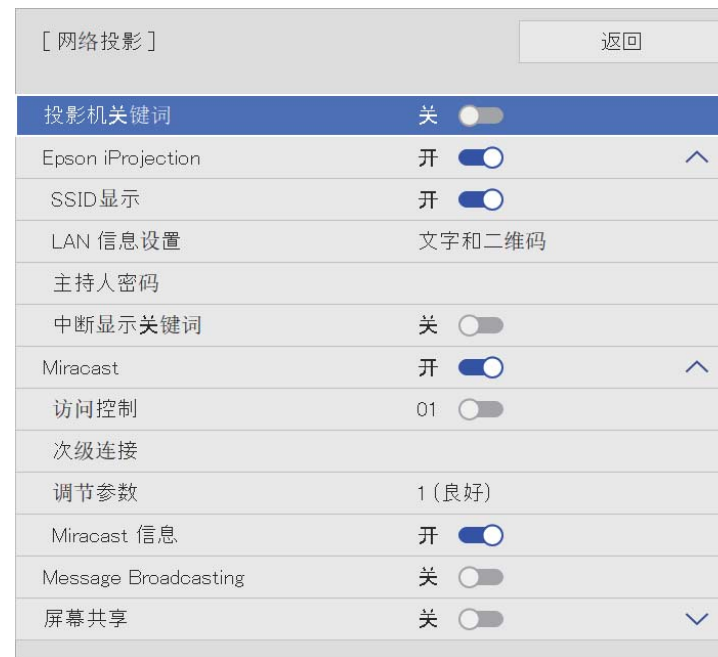 [ 网络投影 ] 返回
投影机关键词 关
Epson iProjection 开
SSID显示 开
LAN 信息设置 文字和二维码
主持人密码
中断显示关键词 关
Miracast 开
访问控制 01
次级连接
调节参数 1 (良好)
Miracast 信息 开
Message Broadcasting 关
屏幕共享 关